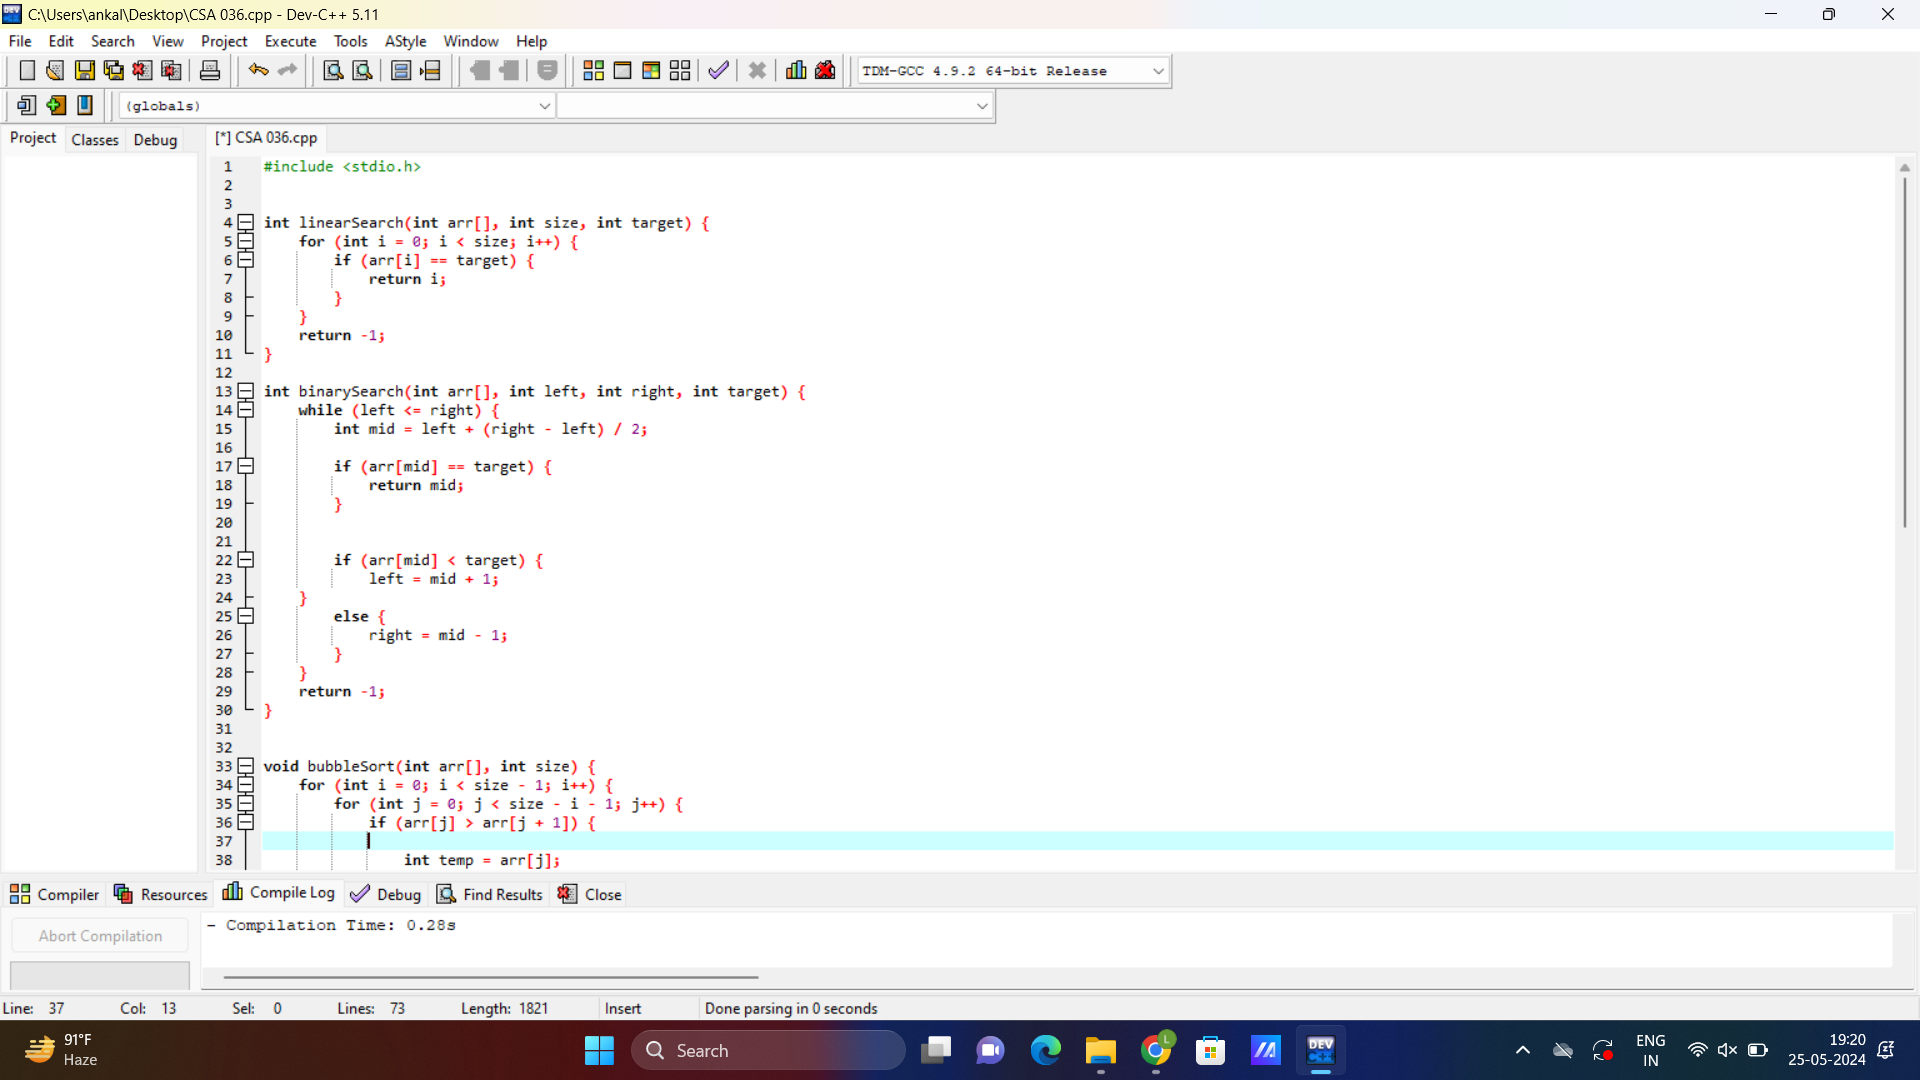 C:\Users\ankal\Desktop\CSA 036.cpp - Dev-C++ 5.11
File Edit Search View Project Execute Tools AStyle Window Help
TDM-GCC 4.9.2 64-bit Release
(globals)
Project Classes Debug [*] CSA 036.cpp
1 #include <stdio.h>
2
3
4 int linearSearch(int arr[], int size, int target) {
5     for (int i = 0; i < size; i++) {
6         if (arr[i] == target) {
7             return i;
8         }
9     }
10     return -1;
11 }
12
13 int binarySearch(int arr[], int left, int right, int target) {
14     while (left <= right) {
15         int mid = left + (right - left) / 2;
16
17         if (arr[mid] == target) {
18             return mid;
19         }
20
21
22         if (arr[mid] < target) {
23             left = mid + 1;
24     }
25         else {
26             right = mid - 1;
27         }
28     }
29     return -1;
30 }
31
32
33 void bubbleSort(int arr[], int size) {
34     for (int i = 0; i < size - 1; i++) {
35         for (int j = 0; j < size - i - 1; j++) {
36             if (arr[j] > arr[j + 1]) {
37
38                 int temp = arr[j];
Compiler Resources Compile Log Debug Find Results Close
Abort Compilation
- Compilation Time: 0.28s
Line: 37 Col: 13 Sel: 0 Lines: 73 Length: 1821 Insert Done parsing in 0 seconds
91°F
Haze
Search
L
DEV
C++
ENG
IN
19:20
25-05-2024